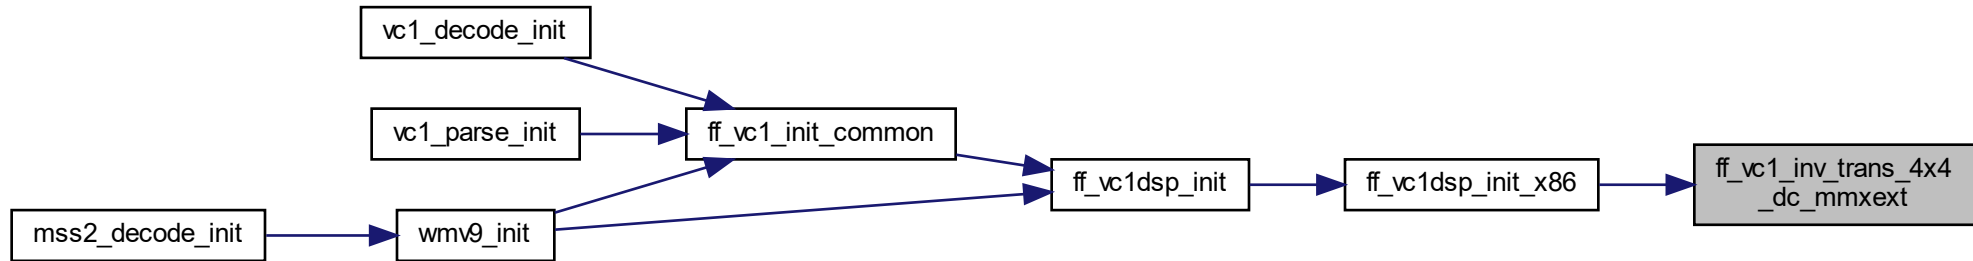 vc1_decode_init
vc1_parse_init
ff_vc1_init_common
ff_vc1dsp_init
ff_vc1dsp_init_x86
ff_vc1_inv_trans_4x4
_dc_mmxext
mss2_decode_init
wmv9_init